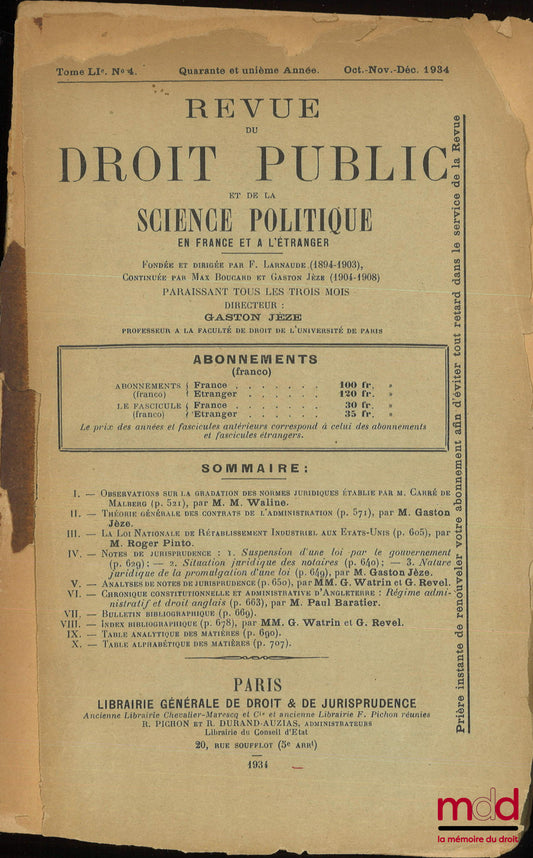 Tome LIᵉ. Nº 4. Quarante et unième Année. Oct.-Nov.-Déc. 1934
REVUE
DU
DROIT PUBLIC
ET DE LA
SCIENCE POLITIQUE
EN FRANCE ET A L'ÉTRANGER
FONDÉE ET DIRIGÉE PAR F. LARNAUDE (1894-1903),
CONTINUÉE PAR MAX BOUCARD ET GASTON JÈZE (1904-1908)
PARAISSANT TOUS LES TROIS MOIS
DIRECTEUR :
GASTON JÈZE
PROFESSEUR A LA FACULTÉ DE DROIT DE L'UNIVERSITÉ DE PARIS
ABONNEMENTS
(franco)
ABONNEMENTS { France . . . . . . . 100 fr. »
(franco) { Etranger . . . . . . . 120 fr. »
LE FASCICULE { France . . . . . . . 30 fr. »
(franco) { Etranger . . . . . . . 35 fr. »
Le prix des années et fascicules antérieurs correspond à celui des abonnements
et fascicules étrangers.
SOMMAIRE :
I. — OBSERVATIONS SUR LA GRADATION DES NORMES JURIDIQUES ÉTABLIE PAR M. CARRÉ DE
MALBERG (p. 521), par M. M. Waline.
II. — THÉORIE GÉNÉRALE DES CONTRATS DE L'ADMINISTRATION (p. 571), par M. Gaston
Jèze.
III. — LA LOI NATIONALE DE RÉTABLISSEMENT INDUSTRIEL AUX ETATS-UNIS (p. 605), par
M. Roger Pinto.
IV. — NOTES DE JURISPRUDENCE : 1. Suspension d'une loi par le gouvernement
(p. 629) ; — 2. Situation juridique des notaires (p. 640) ; — 3. Nature
juridique de la promulgation d'une loi (p. 649), par M. Gaston Jèze.
V. — ANALYSES DE NOTES DE JURISPRUDENCE (p. 650), par MM. G. Watrin et G. Revel.
VI. — CHRONIQUE CONSTITUTIONNELLE ET ADMINISTRATIVE D'ANGLETERRE : Régime admi-
nistratif et droit anglais (p. 663), par M. Paul Baratier.
VII. — BULLETIN BIBLIOGRAPHIQUE (p. 669).
VIII. — INDEX BIBLIOGRAPHIQUE (p. 678), par MM. G. Watrin et G. Revel.
IX. — TABLE ANALYTIQUE DES MATIÈRES (p. 690).
X. — TABLE ALPHABÉTIQUE DES MATIÈRES (p. 707).
PARIS
LIBRAIRIE GÉNÉRALE DE DROIT & DE JURISPRUDENCE
Ancienne Librairie Chevalier-Marescq et Cⁱᵉ et ancienne Librairie F. Pichon réunies
R. PICHON ET R. DURAND-AUZIAS, ADMINISTRATEURS
Librairie du Conseil d'Etat
20, RUE SOUFFLOT (5ᵉ ARRᵗ)
1934
Prière instante de renouveler votre abonnement afin d'éviter tout retard dans le service de la Revue
mdd
la mémoire du droit